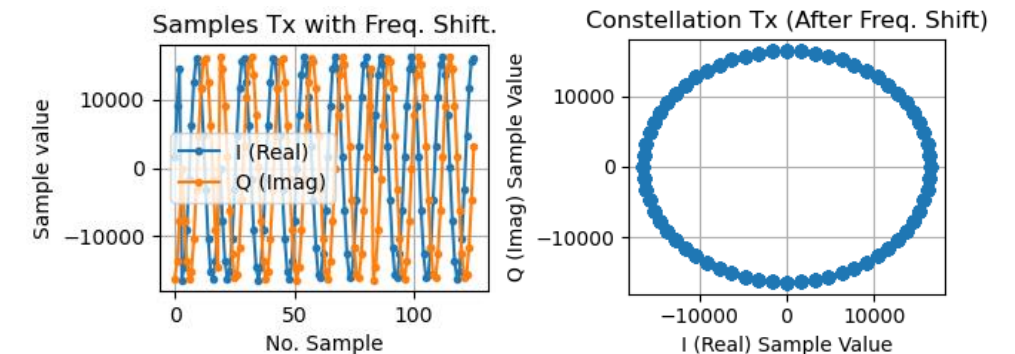 Samples Tx with Freq. Shift.
Sample value
10000
0
−10000
I (Real)
Q (Imag)
0
50
100
No. Sample
Constellation Tx (After Freq. Shift)
Q (Imag) Sample Value
10000
0
−10000
−10000
0
10000
I (Real) Sample Value